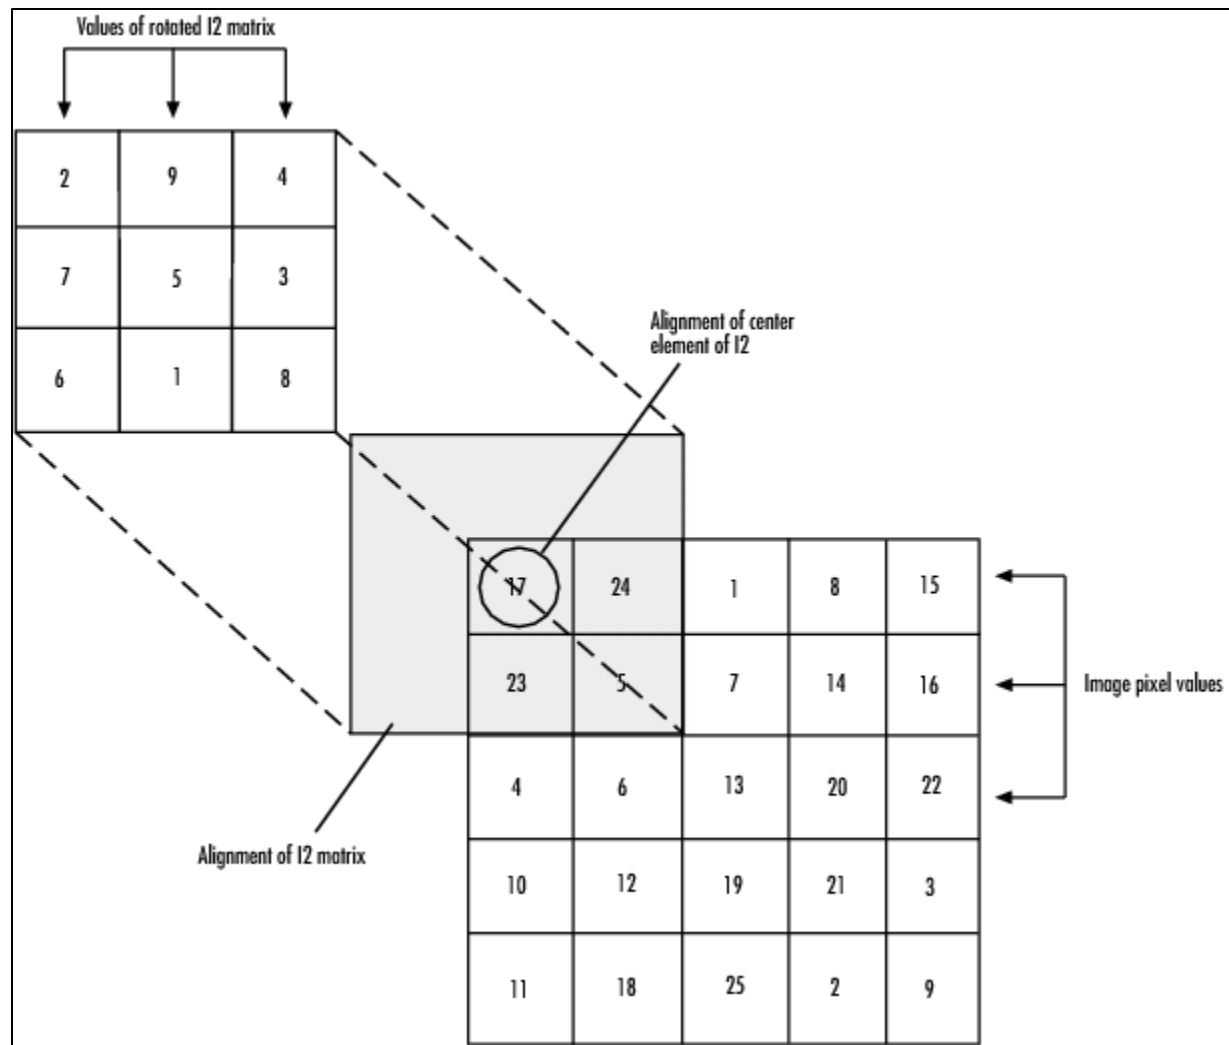 Values of rotated I2 matrix
2 9 4
7 5 3
6 1 8
Alignment of center
element of I2
17 24 1 8 15
23 5 7 14 16
Image pixel values
4 6 13 20 22
Alignment of I2 matrix
10 12 19 21 3
11 18 25 2 9